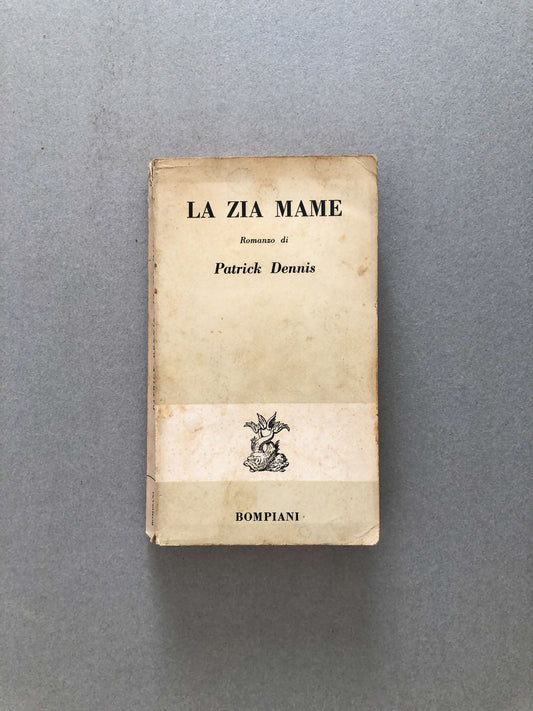 LA ZIA MAME
Romanzo di
Patrick Dennis
BOMPIANI